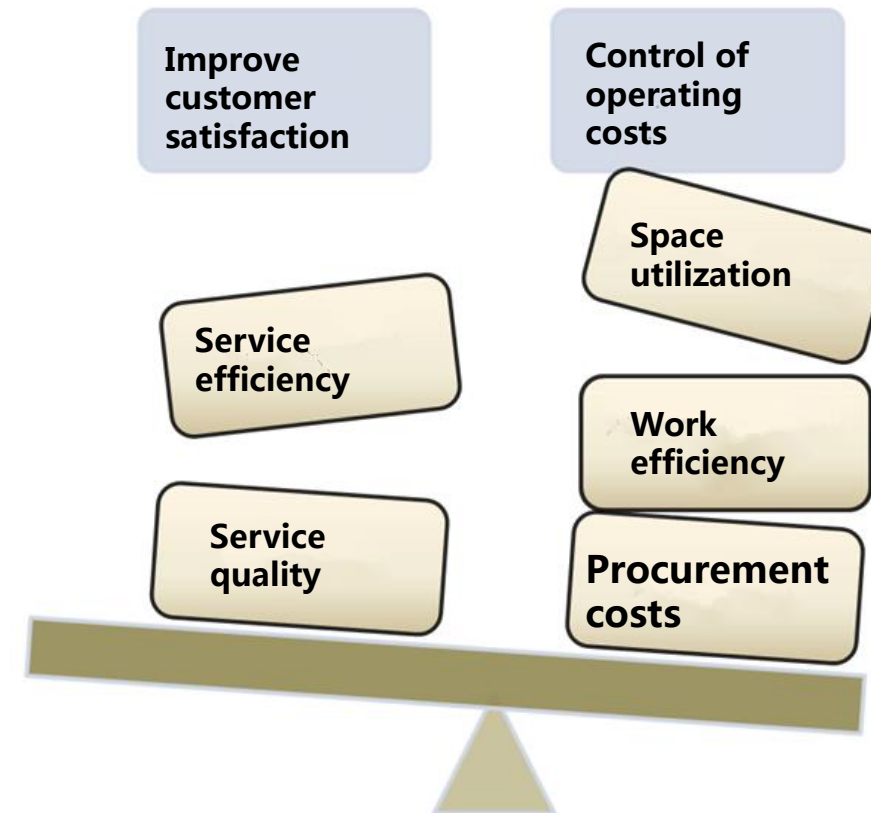 Improve
customer
satisfaction
Control of
operating
costs
Space
utilization
Service
efficiency
Work
efficiency
Service
quality
Procurement
costs